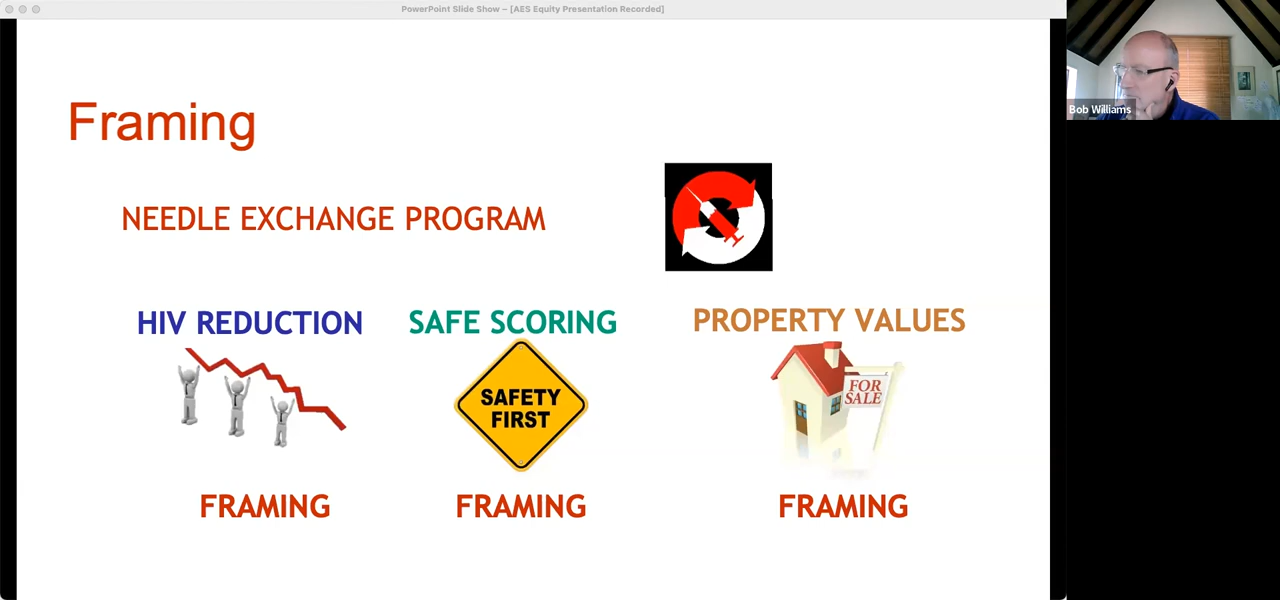 PowerPoint Slide Show – [AES Equity Presentation Recorded]
Bob Williams
Framing
NEEDLE EXCHANGE PROGRAM
HIV REDUCTION
SAFE SCORING
PROPERTY VALUES
SAFETY
FIRST
FOR
SALE
FRAMING
FRAMING
FRAMING